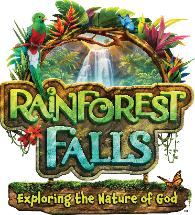 RAINFOREST
FALLS
Exploring the Nature of God